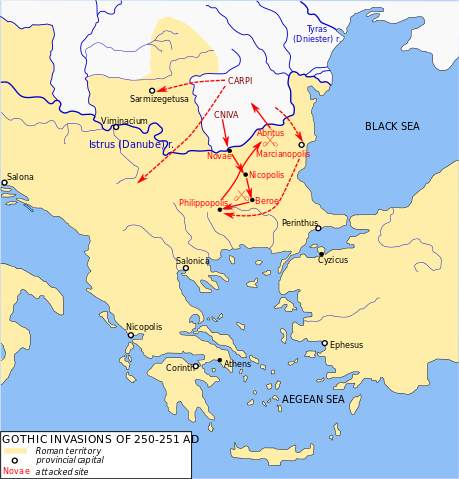 Tyras
(Dniester) r.
CARPI
Sarmizegetusa
CNIVA
Viminacium
BLACK SEA
Abritus
Istrus (Danube) r.
Novae
Marcianopolis
Salona
Nicopolis
Philippopolis
Beroe
Perinthus
Salonica
Cyzicus
Nicopolis
Ephesus
Corinth
Athens
AEGEAN SEA
GOTHIC INVASIONS OF 250-251 AD
Roman territory
provincial capital
Novae attacked site